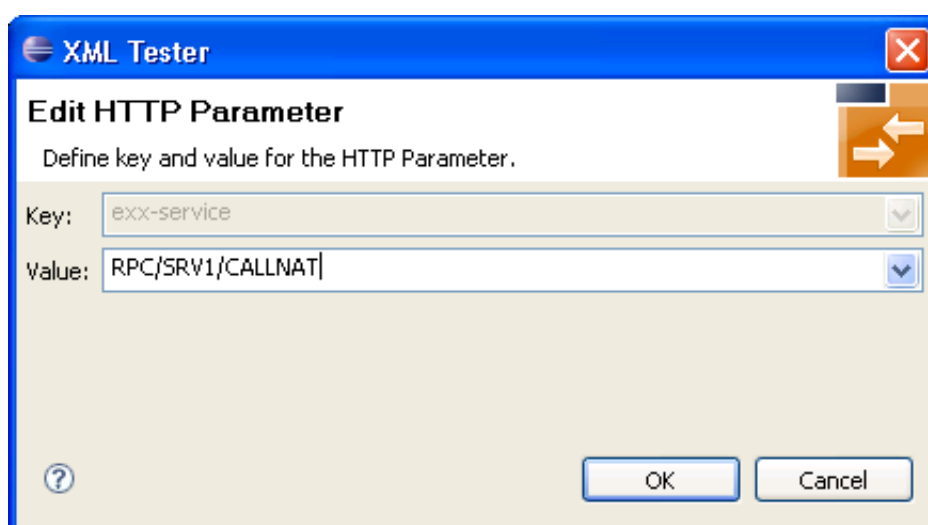 XML Tester
Edit HTTP Parameter
Define key and value for the HTTP Parameter.
Key: exx-service
Value: RPC/SRV1/CALLNAT
? OK Cancel